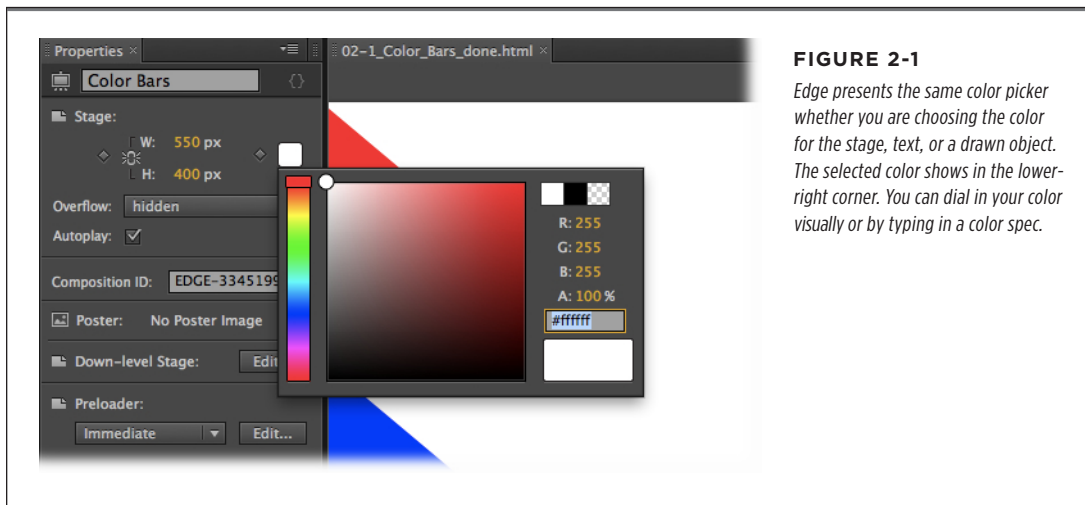 Properties ×
02-1_Color_Bars_done.html ×
Color Bars
{}
Stage:
W: 550 px
H: 400 px
Overflow: hidden
Autoplay:
Composition ID:
Poster: No Poster Image
Down-level Stage:
Preloader:
Immediate
Edit...
R: 255
G: 255
B: 255
A: 100 %
#ffffff
FIGURE 2-1
Edge presents the same color picker
whether you are choosing the color
for the stage, text, or a drawn object.
The selected color shows in the lower-
right corner. You can dial in your color
visually or by typing in a color spec.